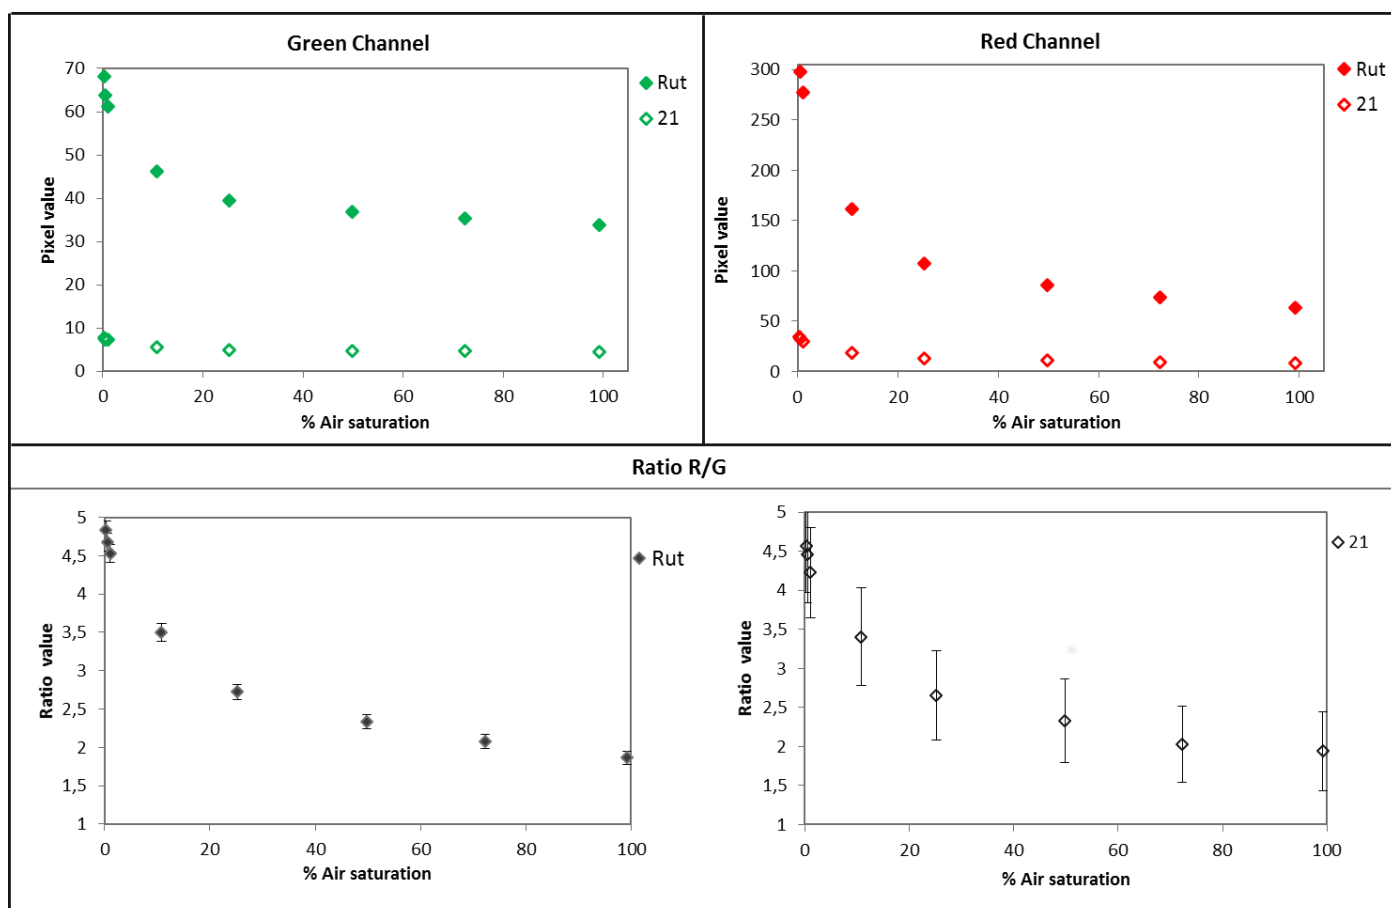 Green Channel
70
60
50
40
30
20
10
0
Pixel value
0 20 40 60 80 100
% Air saturation
Rut
21
Red Channel
300
250
200
150
100
50
0
Pixel value
0 20 40 60 80 100
% Air saturation
Rut
21
Ratio R/G
5
4,5
4
3,5
3
2,5
2
1,5
1
Ratio value
0 20 40 60 80 100
% Air saturation
Rut
5
4,5
4
3,5
3
2,5
2
1,5
1
Ratio value
0 20 40 60 80 100
% Air saturation
21